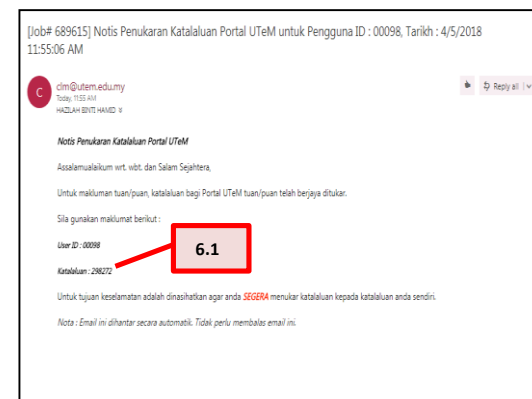 [Job# 689615] Notis Penukaran Katalaluan Portal UTeM untuk Pengguna ID : 00098, Tarikh : 4/5/2018
11:55:06 AM
C
clm@utem.edu.my
Reply all
Today, 11:55 AM
HAZILAH BINTI HAMID
Notis Penukaran Katalaluan Portal UTeM
Assalamualaikum wrt. wbt. dan Salam Sejahtera,
Untuk makluman tuan/puan, katalaluan bagi Portal UTeM tuan/puan telah berjaya ditukar.
Sila gunakan maklumat berikut :
User ID : 00098
6.1
Katalaluan : 298272
Untuk tujuan keselamatan adalah dinasihatkan agar anda SEGERA menukar katalaluan kepada katalaluan anda sendiri.
Nota : Email ini dihantar secara automatik. Tidak perlu membalas email ini.